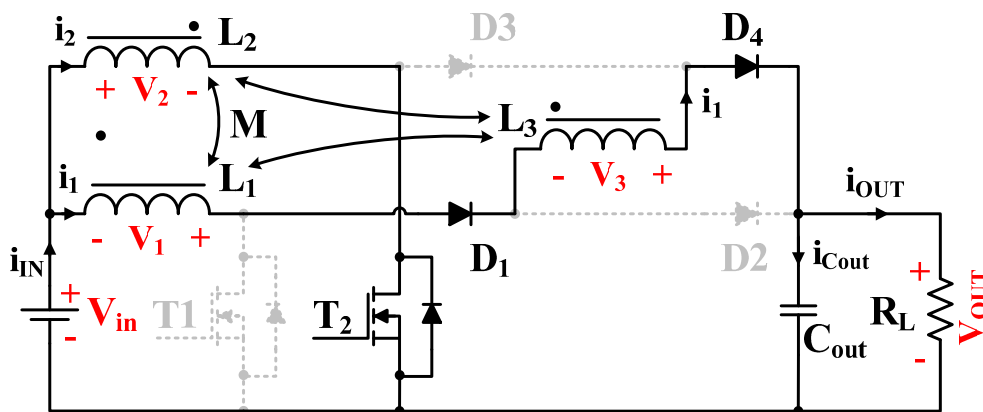 i2 L2 D3 D4
+ V2 -
M L3 i1
i1 L1
- V3 +
iOUT
- V1 +
iIN D1 D2 iCout
+ Vin -
T1 T2
Cout RL
+ VOUT -